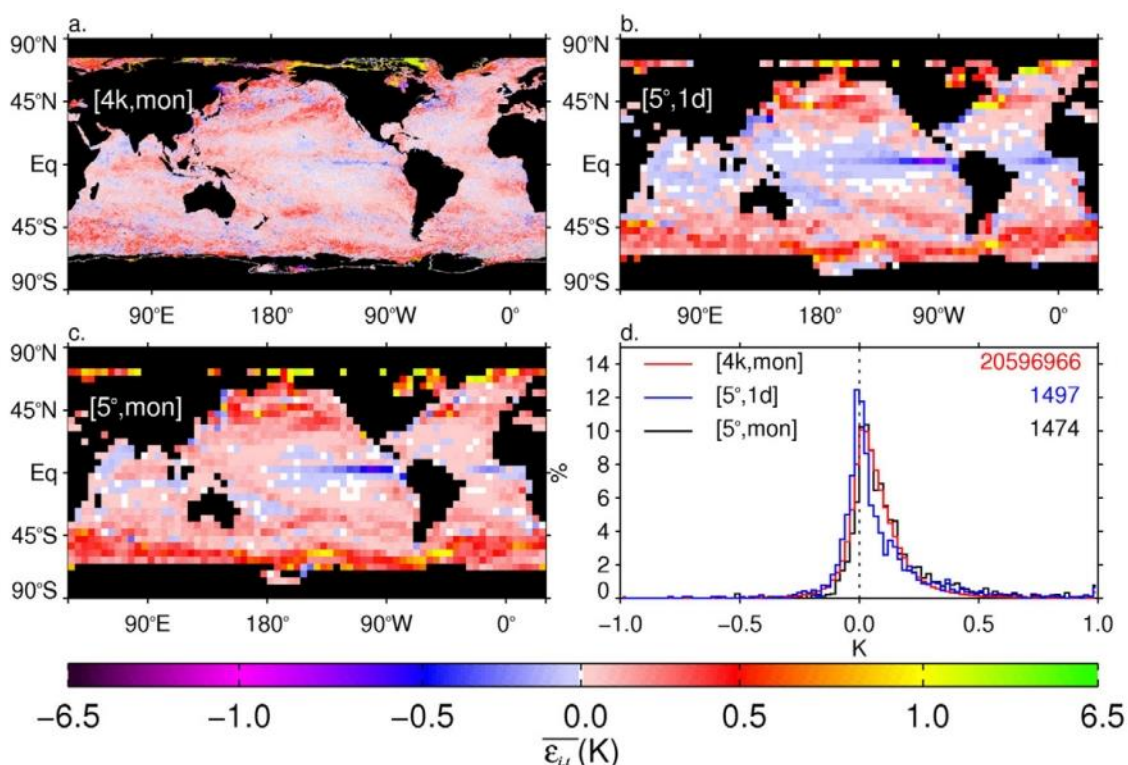 a.
90°N
45°N
Eq
45°S
90°S
[4k,mon]
90°E 180° 90°W 0°
b.
90°N
45°N
Eq
45°S
90°S
[5°,1d]
90°E 180° 90°W 0°
c.
90°N
45°N
Eq
45°S
90°S
[5°,mon]
90°E 180° 90°W 0°
d.
14
12
10
8
6
4
2
0
%
[4k,mon] 20596966
[5°,1d] 1497
[5°,mon] 1474
-1.0 -0.5 0.0 0.5 1.0
K
-6.5 -1.0 -0.5 0.0 0.5 1.0 6.5
(K)